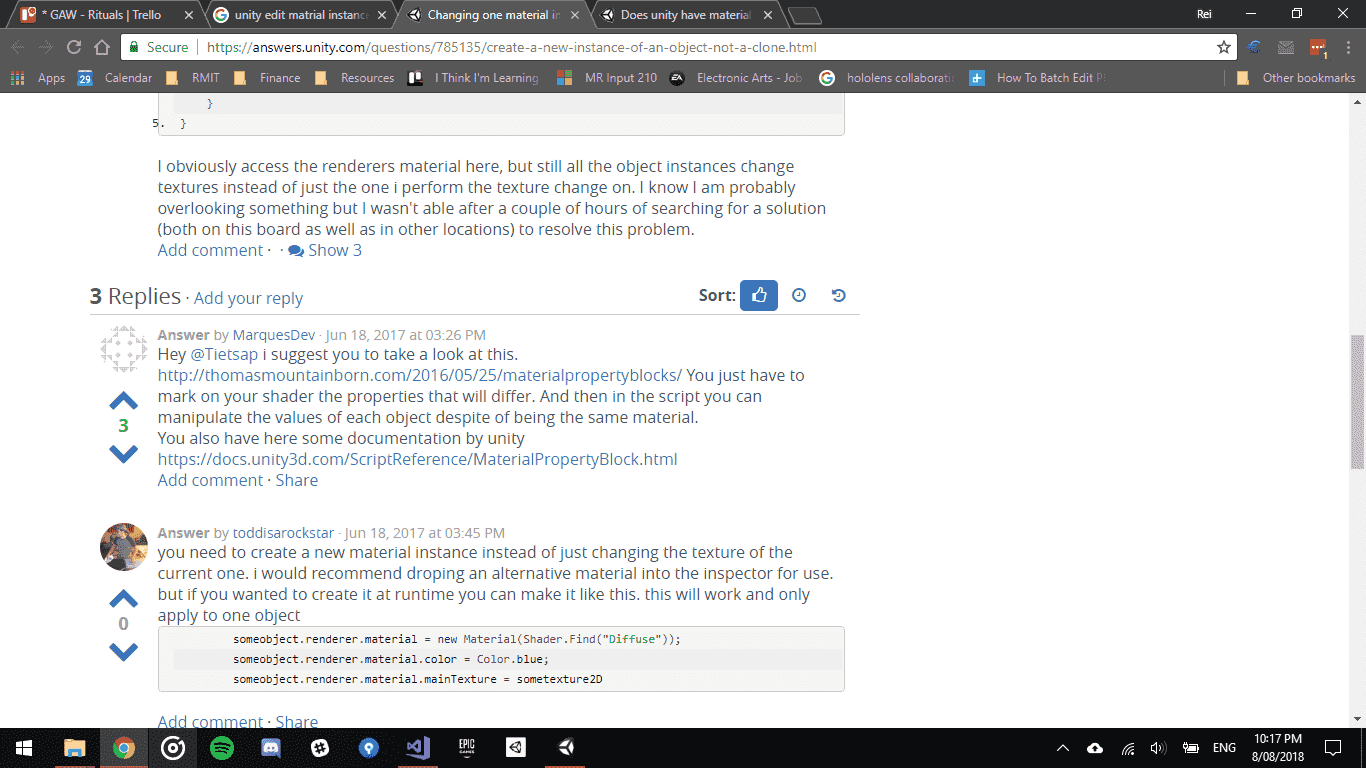 * GAW - Rituals | Trello
unity edit matrial instance
Changing one material in
Does unity have material
Rei
Secure | https://answers.unity.com/questions/785135/create-a-new-instance-of-an-object-not-a-clone.html
Apps 29 Calendar RMIT Finance Resources I Think I'm Learning MR Input 210 EA Electronic Arts - Job hololens collaborati How To Batch Edit P Other bookmarks
}
5. }
I obviously access the renderers material here, but still all the object instances change
textures instead of just the one i perform the texture change on. I know I am probably
overlooking something but I wasn't able after a couple of hours of searching for a solution
(both on this board as well as in other locations) to resolve this problem.
Add comment · · Show 3
3 Replies · Add your reply
Sort:
Answer by MarquesDev · Jun 18, 2017 at 03:26 PM
Hey @Tietsap i suggest you to take a look at this.
http://thomasmountainborn.com/2016/05/25/materialpropertyblocks/ You just have to
mark on your shader the properties that will differ. And then in the script you can
manipulate the values of each object despite of being the same material.
3
You also have here some documentation by unity
https://docs.unity3d.com/ScriptReference/MaterialPropertyBlock.html
Add comment · Share
Answer by toddisarockstar · Jun 18, 2017 at 03:45 PM
you need to create a new material instance instead of just changing the texture of the
current one. i would recommend droping an alternative material into the inspector for use.
but if you wanted to create it at runtime you can make it like this. this will work and only
apply to one object
0
someobject.renderer.material = new Material(Shader.Find("Diffuse"));
someobject.renderer.material.color = Color.blue;
someobject.renderer.material.mainTexture = sometexture2D
Add comment · Share
EPIC GAMES
ENG
10:17 PM
8/08/2018